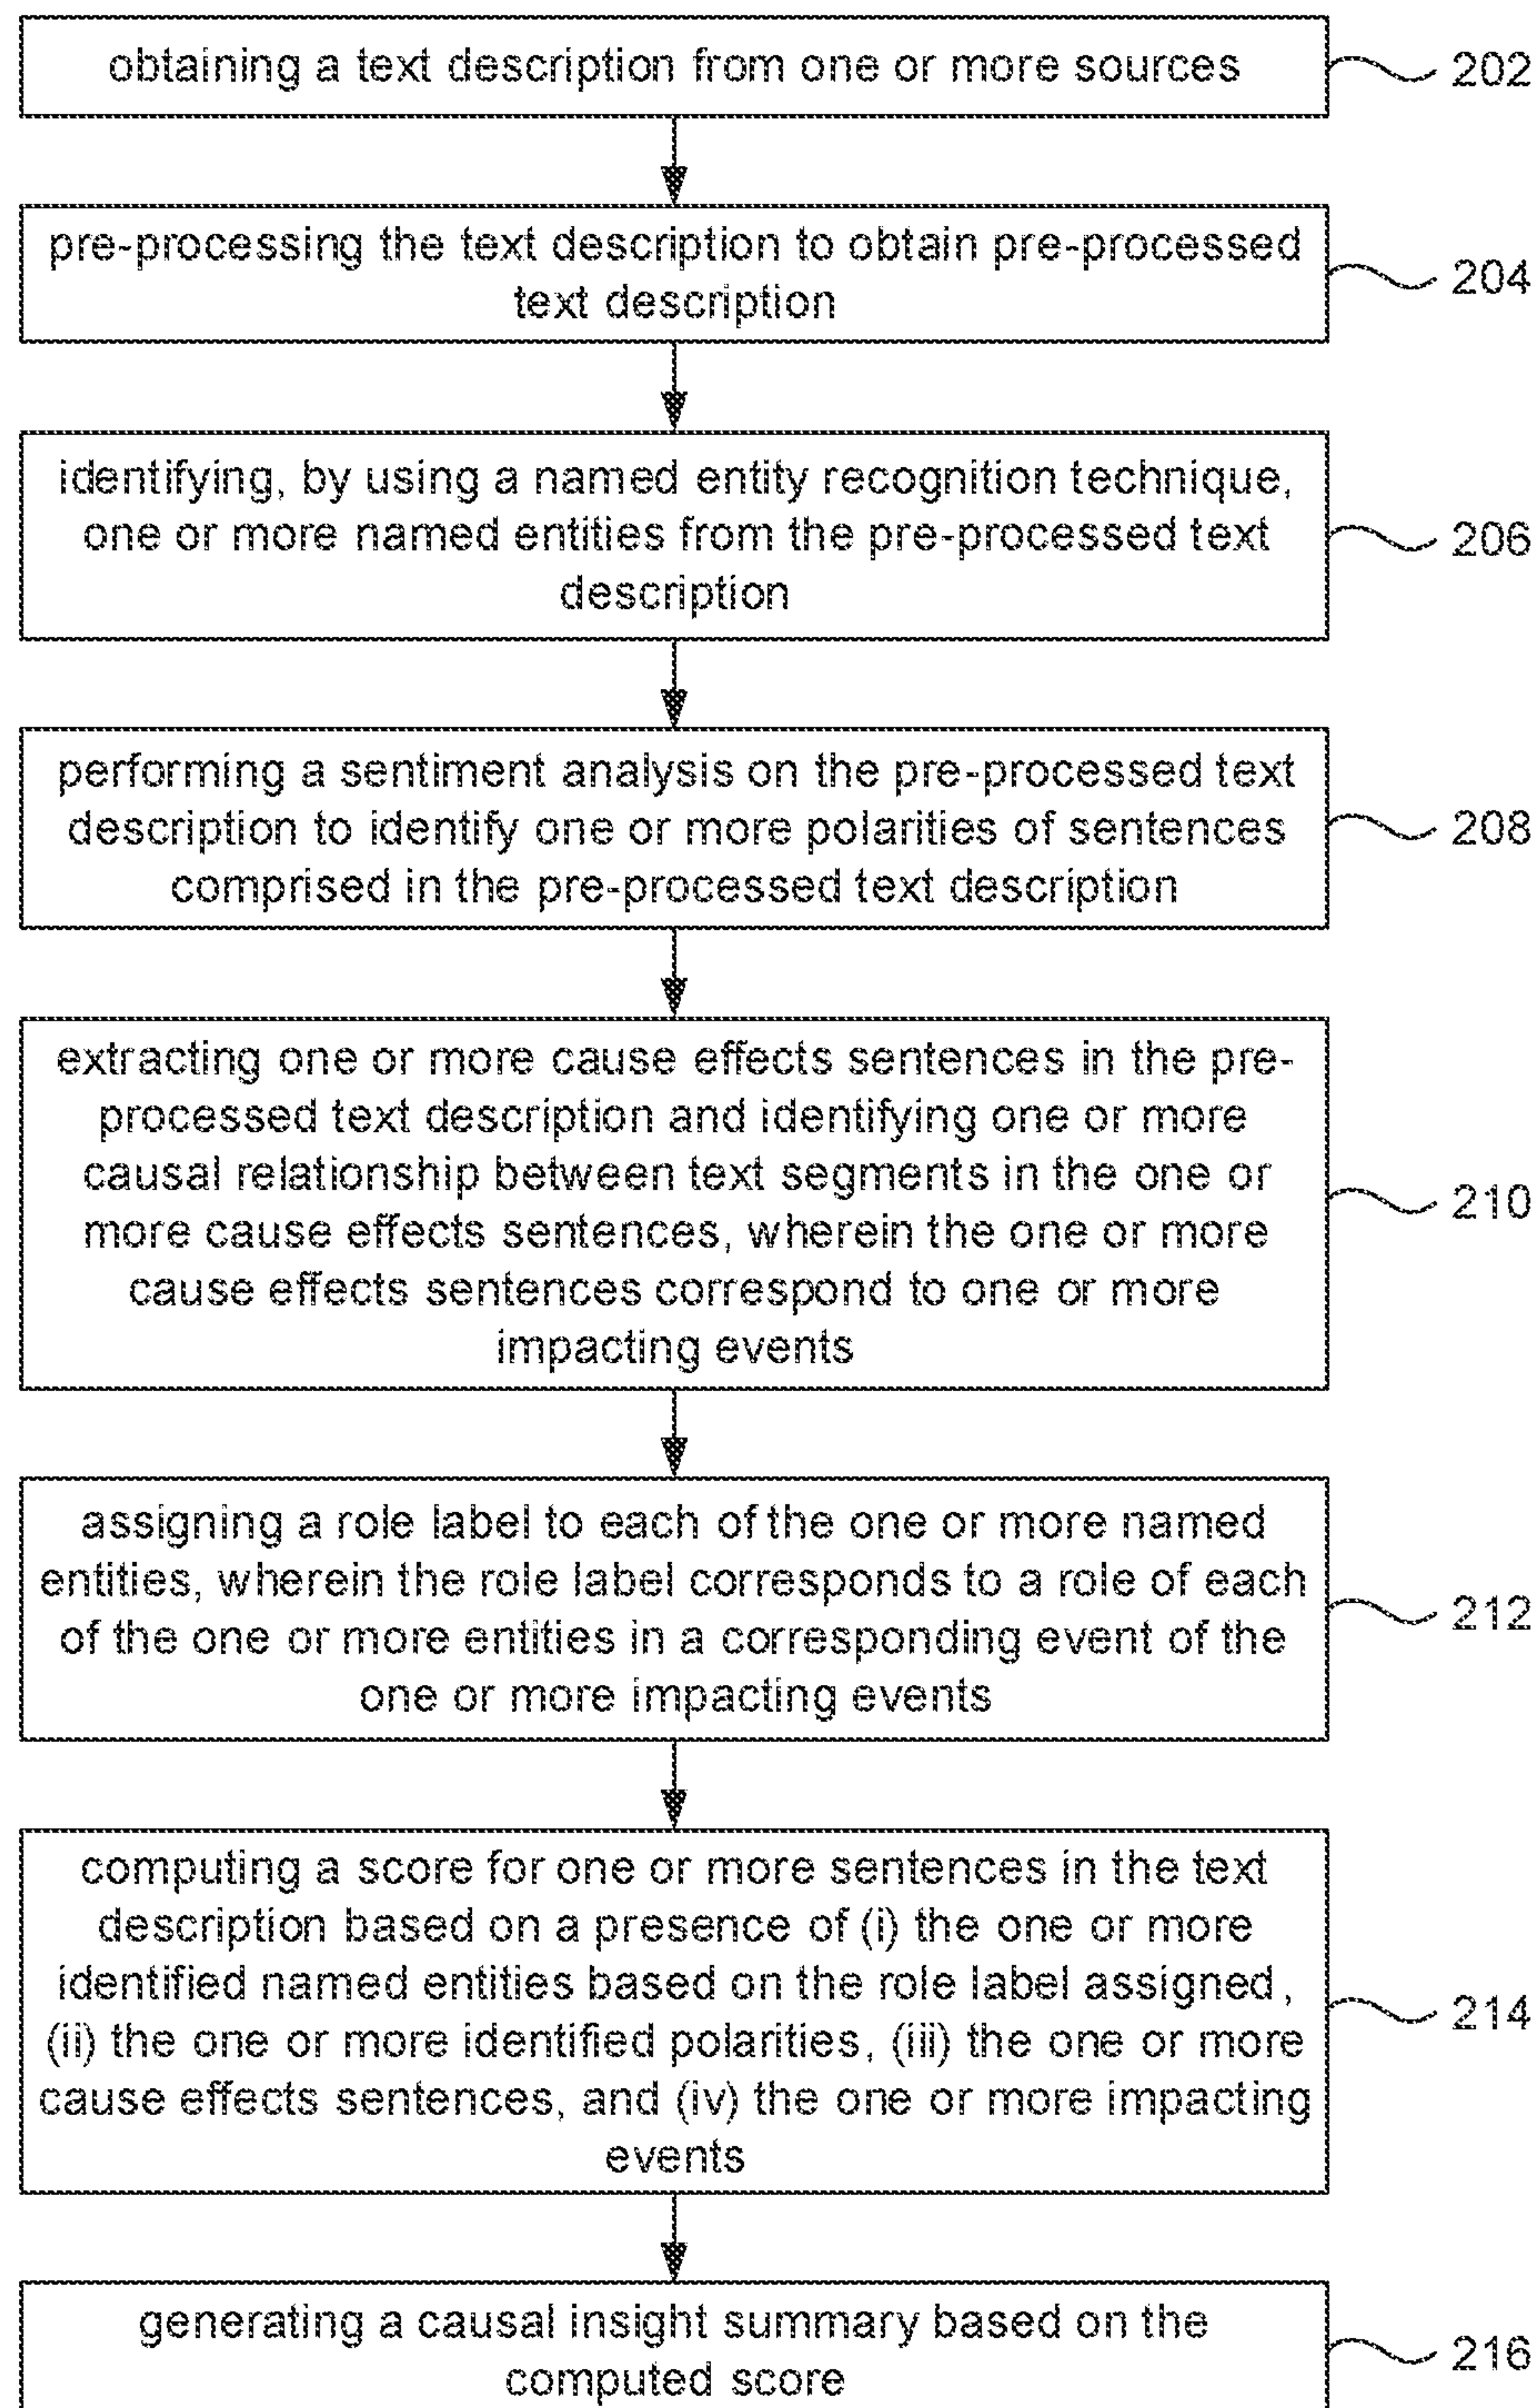 obtaining a text description from one or more sources
202
pre-processing the text description to obtain pre-processed
text description
204
identifying, by using a named entity recognition technique,
one or more named entities from the pre-processed text
description
206
performing a sentiment analysis on the pre-processed text
description to identify one or more polarities of sentences
comprised in the pre-processed text description
208
extracting one or more cause effects sentences in the pre-
processed text description and identifying one or more
causal relationship between text segments in the one or
more cause effects sentences, wherein the one or more
cause effects sentences correspond to one or more
impacting events
210
assigning a role label to each of the one or more named
entities, wherein the role label corresponds to a role of each
of the one or more entities in a corresponding event of the
one or more impacting events
212
computing a score for one or more sentences in the text
description based on a presence of (i) the one or more
identified named entities based on the role label assigned,
(ii) the one or more identified polarities, (iii) the one or more
cause effects sentences, and (iv) the one or more impacting
events
214
generating a causal insight summary based on the
computed score
216